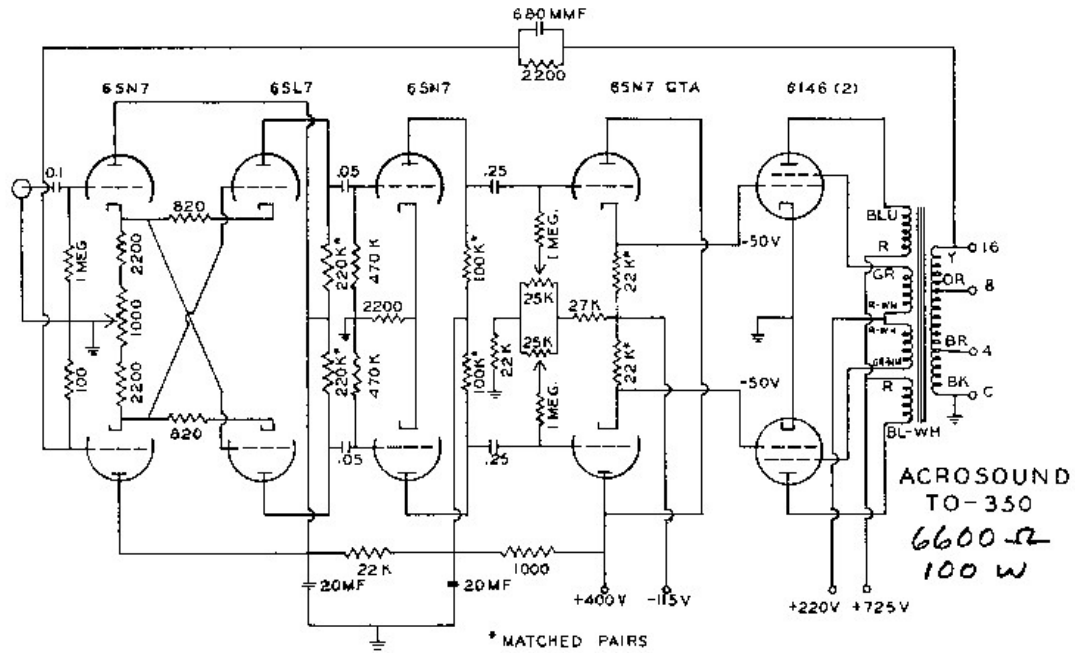 680 MMF
2200
6SN7
6SL7
6SN7
6SN7 GTA
6146 (2)
0.1
820
.05
.25
1 MEG.
2200
1000
2200
100
820
220K*
470K
2200
220K*
470K
.05
100K*
100K*
1 MEG.
25K
25K
27K
22K
1 MEG.
.25
22K*
22K*
-50V
-50V
BLU
R
GR
R-WH
R-WH
GR-WH
R
BL-WH
Y
16
OR
8
BR
4
BK
C
ACROSOUND
TO-350
6600 Ω
100 W
22K
1000
20MF
20MF
+400V
-115V
+220V
+725V
*MATCHED PAIRS